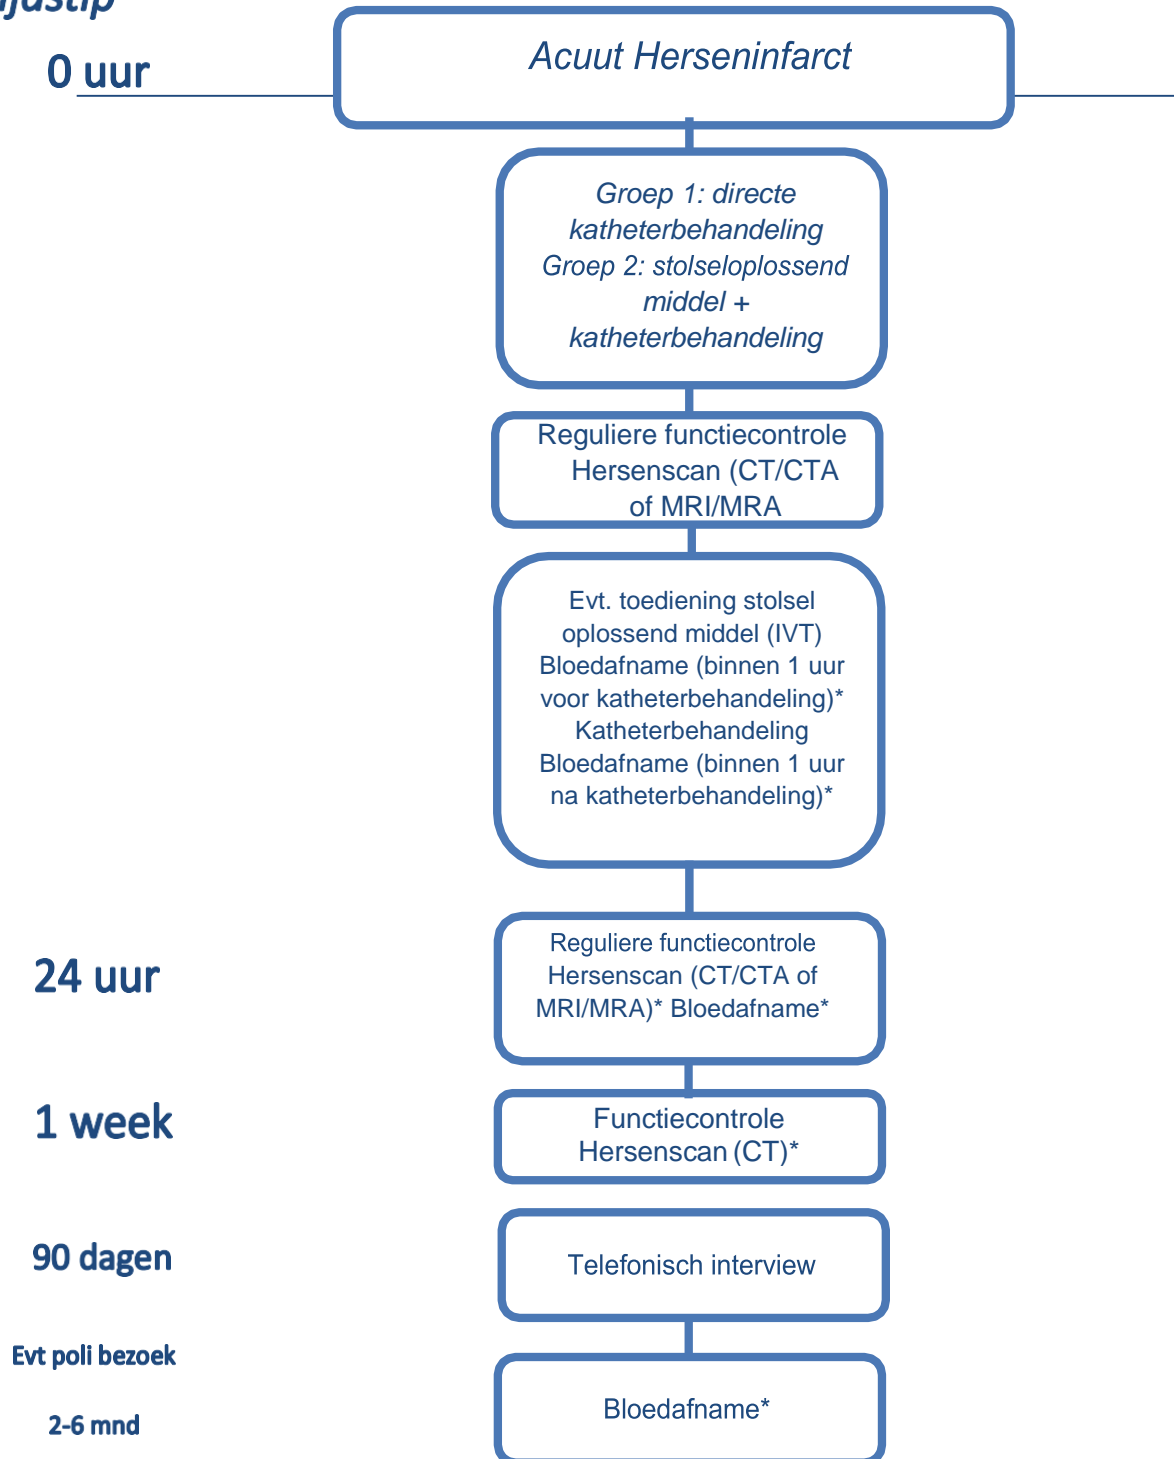 0 uur
Acuut Herseninfarct
Groep 1: directe
katheterbehandeling
Groep 2: stolseloplossend
middel +
katheterbehandeling
Reguliere functiecontrole
Hersenscan (CT/CTA
of MRI/MRA
Evt. toediening stolsel
oplossend middel (IVT)
Bloedafname (binnen 1 uur
voor katheterbehandeling)*
Katheterbehandeling
Bloedafname (binnen 1 uur
na katheterbehandeling)*
24 uur
Reguliere functiecontrole
Hersenscan (CT/CTA of
MRI/MRA)* Bloedafname*
1 week
Functiecontrole
Hersenscan (CT)*
90 dagen
Telefonisch interview
Evt poli bezoek
2-6 mnd
Bloedafname*